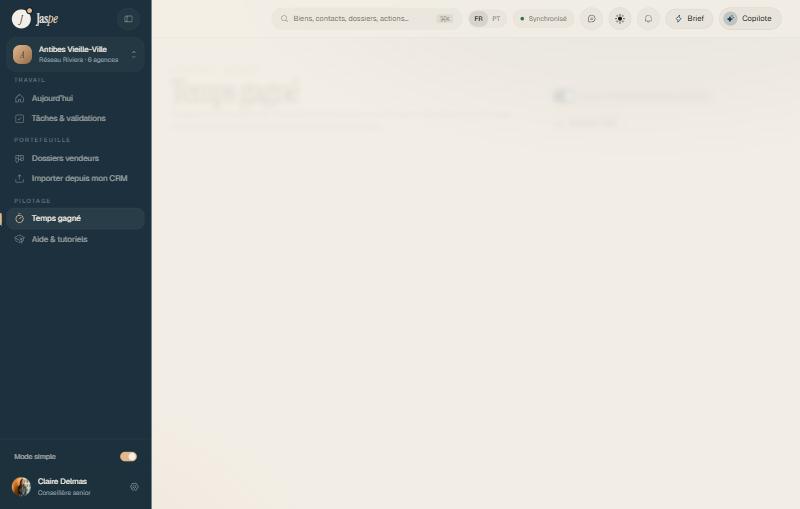 J
Jaspe
A
Antibes Vieille-Ville
Réseau Riviera · 6 agences
TRAVAIL
Aujourd'hui
Tâches & validations
PORTEFEUILLE
Dossiers vendeurs
Importer depuis mon CRM
PILOTAGE
Temps gagné
Aide & tutoriels
Mode simple
Claire Delmas
Conseillère senior
Biens, contacts, dossiers, actions...
⌘K
FR
PT
Synchronisé
Brief
Copilote
Temps gagné